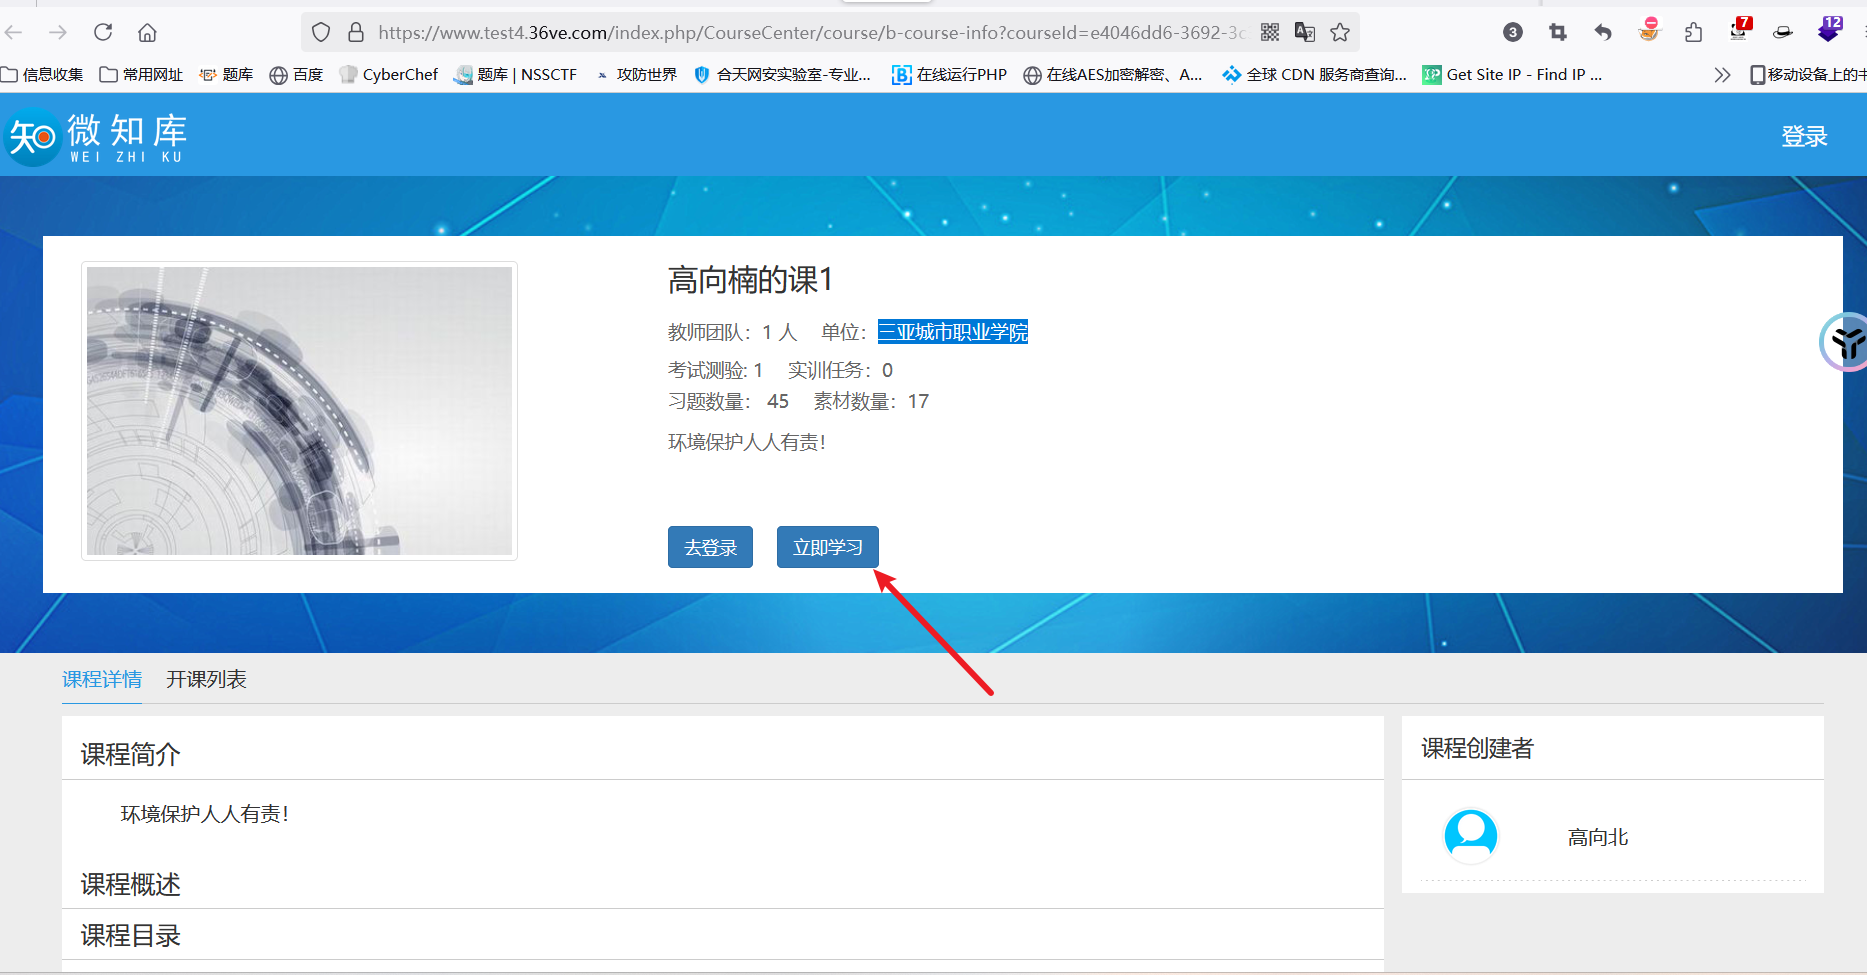 https://www.test4.36ve.com/index.php/CourseCenter/course/b-course-info?courseId=e4046dd6-3692-3c
3
7
12
信息收集 常用网址 题库 百度 CyberChef 题库 | NSSCTF 攻防世界 合天网安实验室-专业... 在线运行PHP 在线AES加密解密、A... 全球 CDN 服务商查询... Get Site IP - Find IP ... 移动设备上的书
知 微知库
WEI ZHI KU
登录
高向楠的课1
教师团队：1 人 单位：三亚城市职业学院
考试测验: 1 实训任务：0
习题数量： 45 素材数量：17
环境保护人人有责！
去登录 立即学习
课程详情 开课列表
课程简介
环境保护人人有责！
课程概述
课程目录
课程创建者
高向北